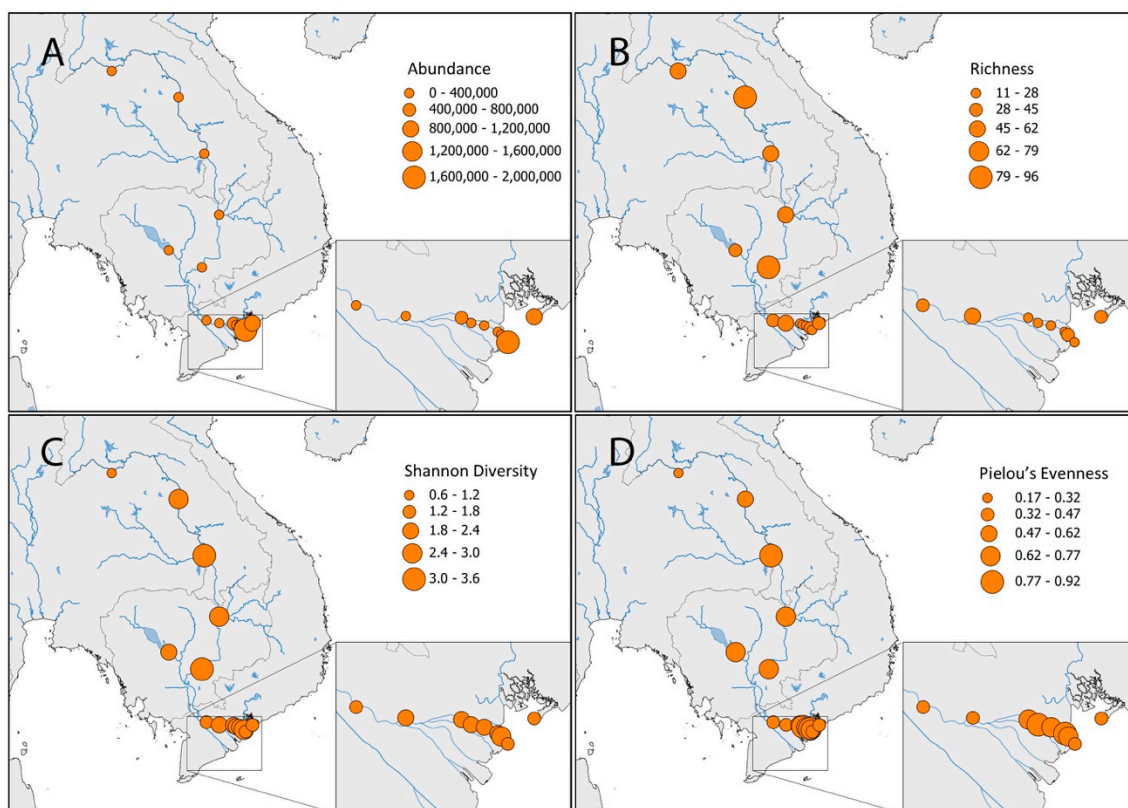 A
Abundance
0 - 400,000
400,000 - 800,000
800,000 - 1,200,000
1,200,000 - 1,600,000
1,600,000 - 2,000,000
B
Richness
11 - 28
28 - 45
45 - 62
62 - 79
79 - 96
C
Shannon Diversity
0.6 - 1.2
1.2 - 1.8
1.8 - 2.4
2.4 - 3.0
3.0 - 3.6
D
Pielou's Evenness
0.17 - 0.32
0.32 - 0.47
0.47 - 0.62
0.62 - 0.77
0.77 - 0.92